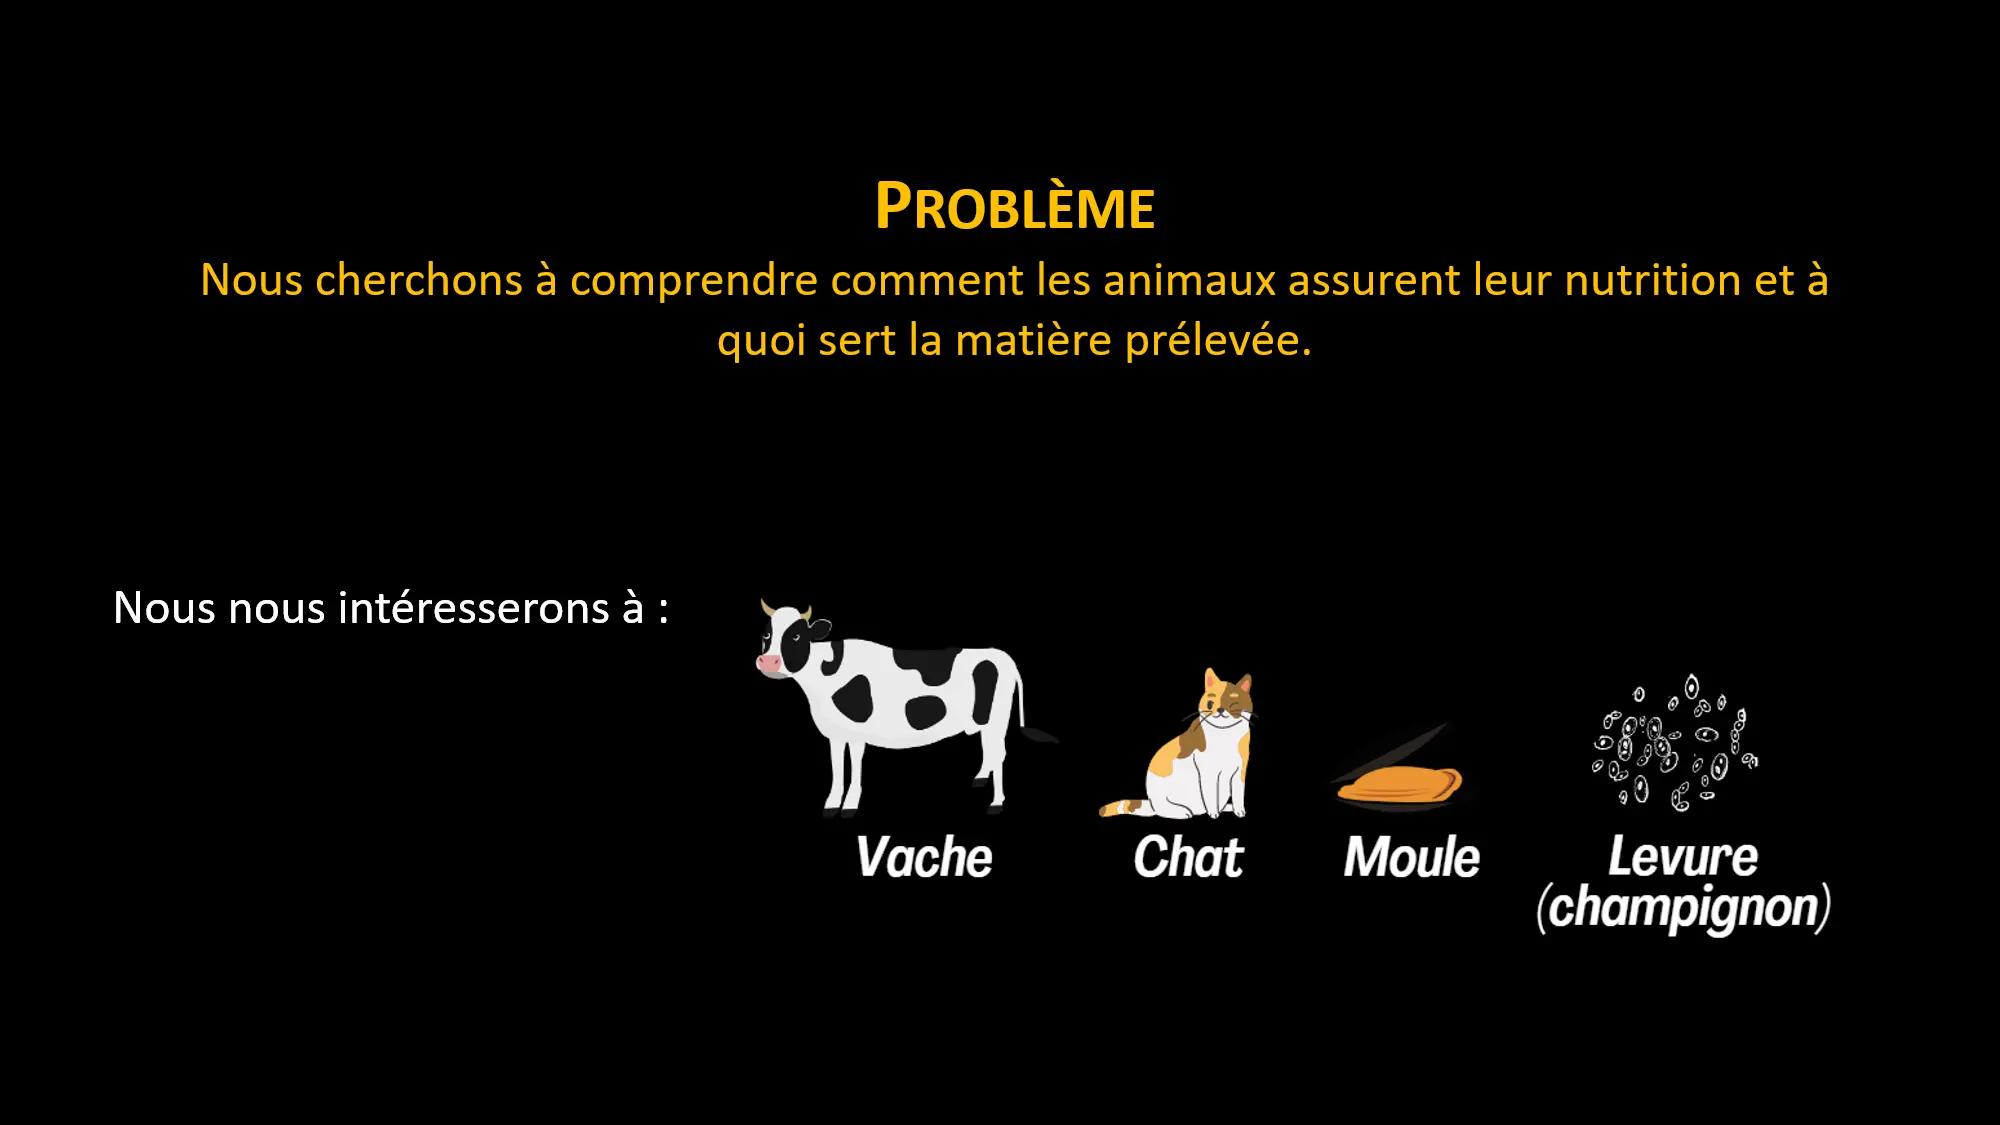 PROBLÈME
Nous cherchons à comprendre comment les animaux assurent leur nutrition et à
quoi sert la matière prélevée.
Nous nous intéresserons à :
Vache
Chat
Moule
Levure
(champignon)